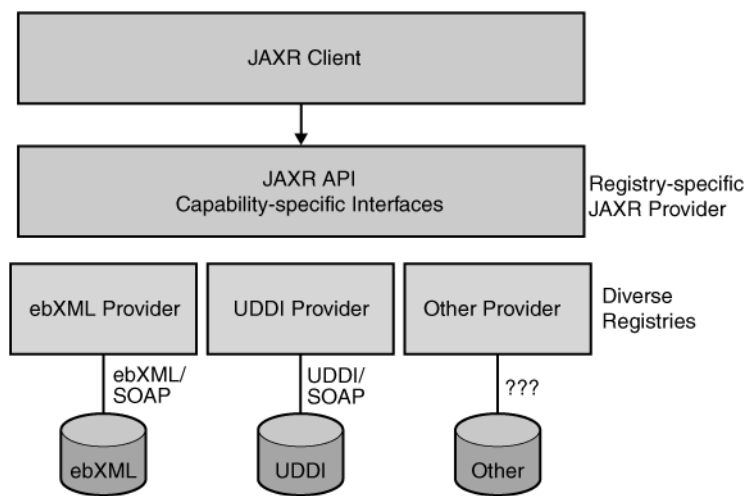 JAXR Client
JAXR API
Capability-specific Interfaces
Registry-specific
JAXR Provider
ebXML Provider
UDDI Provider
Other Provider
Diverse
Registries
ebXML/
SOAP
UDDI/
SOAP
???
ebXML
UDDI
Other